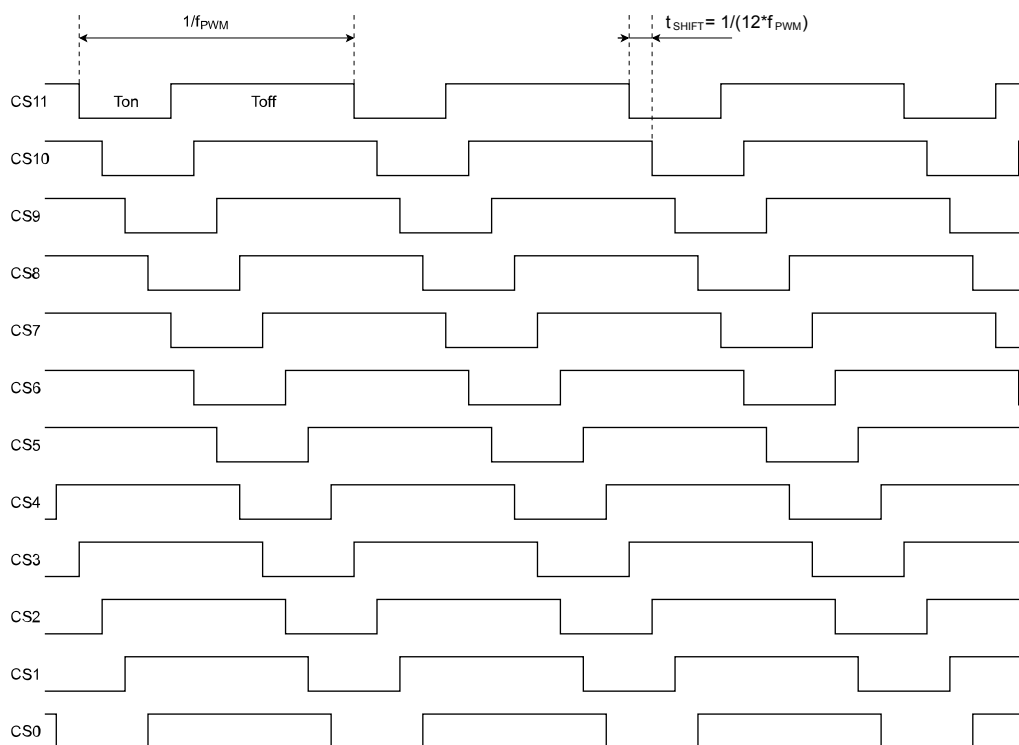 1/fPWM
tSHIFT= 1/(12*fPWM)
CS11
Ton
Toff
CS10
CS9
CS8
CS7
CS6
CS5
CS4
CS3
CS2
CS1
CS0